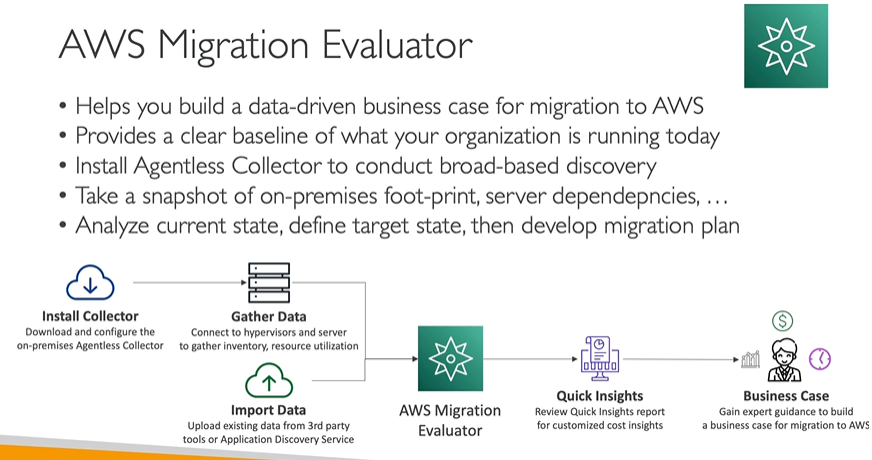 AWS Migration Evaluator
• Helps you build a data-driven business case for migration to AWS
• Provides a clear baseline of what your organization is running today
• Install Agentless Collector to conduct broad-based discovery
• Take a snapshot of on-premises foot-print, server dependepncies, …
• Analyze current state, define target state, then develop migration plan
Install Collector
Download and configure the
on-premises Agentless Collector
Gather Data
Connect to hypervisors and server
to gather inventory, resource utilization
Import Data
Upload existing data from 3rd party
tools or Application Discovery Service
AWS Migration
Evaluator
Quick Insights
Review Quick Insights report
for customized cost insights
$
Business Case
Gain expert guidance to build
a business case for migration to AWS